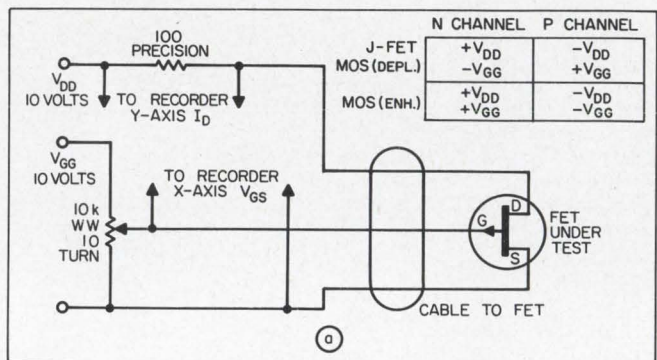 100
PRECISION
V_DD
10 VOLTS
TO RECORDER
Y-AXIS I_D
V_GG
10 VOLTS
10 k
WW
10
TURN
TO RECORDER
X-AXIS V_GS
G
D
S
FET
UNDER
TEST
CABLE TO FET
a
N CHANNEL P CHANNEL
J-FET +V_DD -V_DD
MOS (DEPL.) -V_GG +V_GG
MOS (ENH.) +V_DD -V_DD
+V_GG -V_GG